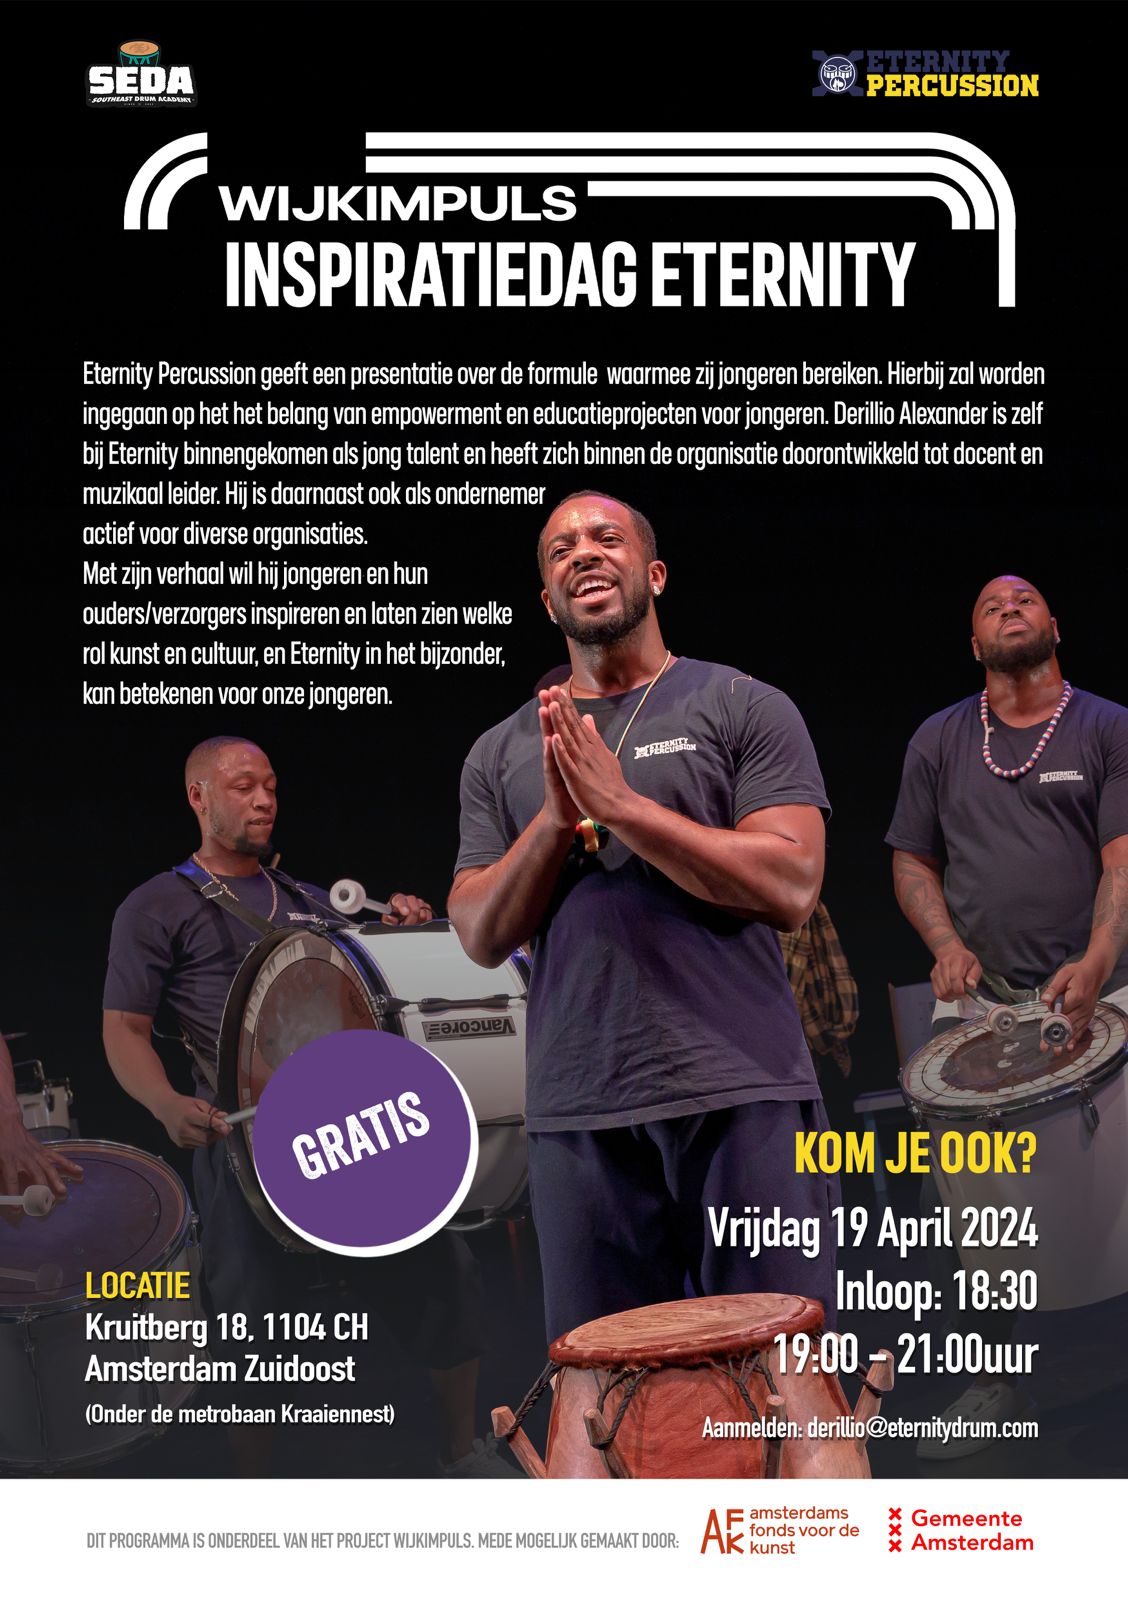 SEDA
SOUTHEAST DRUM ACADEMY
ETERNITY
PERCUSSION
WIJKIMPULS
INSPIRATIEDAG ETERNITY
Eternity Percussion geeft een presentatie over de formule waarmee zij jongeren bereiken. Hierbij zal worden
ingegaan op het het belang van empowerment en educatieprojecten voor jongeren. Derillio Alexander is zelf
bij Eternity binnengekomen als jong talent en heeft zich binnen de organisatie doorontwikkeld tot docent en
muzikaal leider. Hij is daarnaast ook als ondernemer
actief voor diverse organisaties.
Met zijn verhaal wil hij jongeren en hun
ouders/verzorgers inspireren en laten zien welke
rol kunst en cultuur, en Eternity in het bijzonder,
kan betekenen voor onze jongeren.
ETERNITY
PERCUSSION
ETERNITY
PERCUSSION
Vancore
GRATIS
KOM JE OOK?
Vrijdag 19 April 2024
Inloop: 18:30
19:00 - 21:00uur
Aanmelden: derillio@eternitydrum.com
LOCATIE
Kruitberg 18, 1104 CH
Amsterdam Zuidoost
(Onder de metrobaan Kraaiennest)
DIT PROGRAMMA IS ONDERDEEL VAN HET PROJECT WIJKIMPULS. MEDE MOGELIJK GEMAAKT DOOR:
AFK
amsterdams
fonds voor de
kunst
Gemeente
Amsterdam